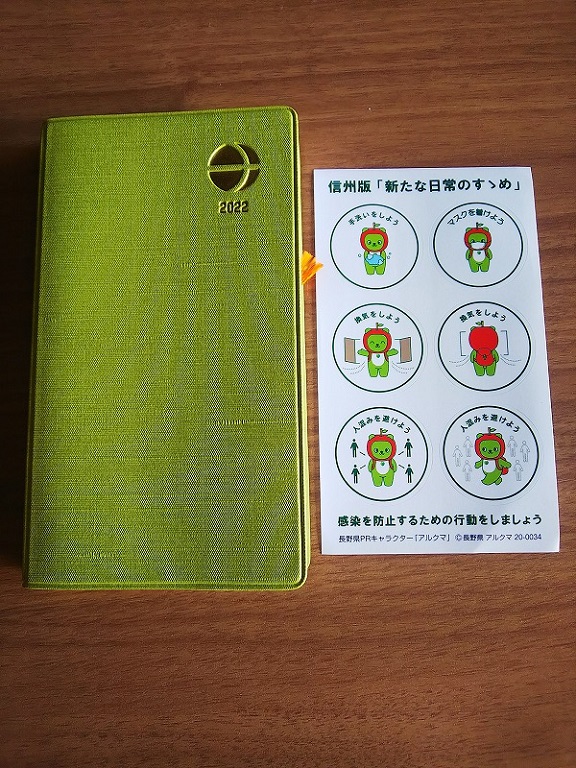 2022
信州版「新たな日常のすゝめ」
手洗いをしよう
マスクを着けよう
換気をしよう
換気をしよう
人混みを避けよう
人混みを避けよう
感染を防止するための行動をしましょう
長野県PRキャラクター「アルクマ」 ©長野県 アルクマ 20-0034